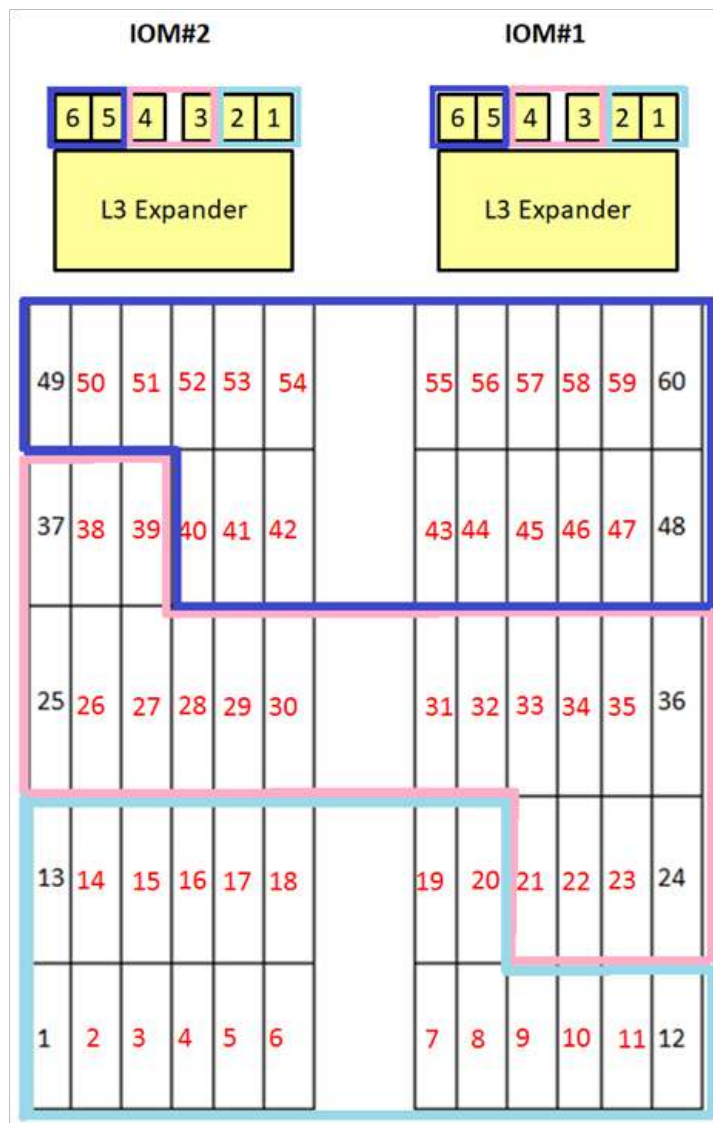 IOM#2 IOM#1
6 5 4 3 2 1 6 5 4 3 2 1
L3 Expander L3 Expander
49 50 51 52 53 54 55 56 57 58 59 60
37 38 39 40 41 42 43 44 45 46 47 48
25 26 27 28 29 30 31 32 33 34 35 36
13 14 15 16 17 18 19 20 21 22 23 24
1 2 3 4 5 6 7 8 9 10 11 12